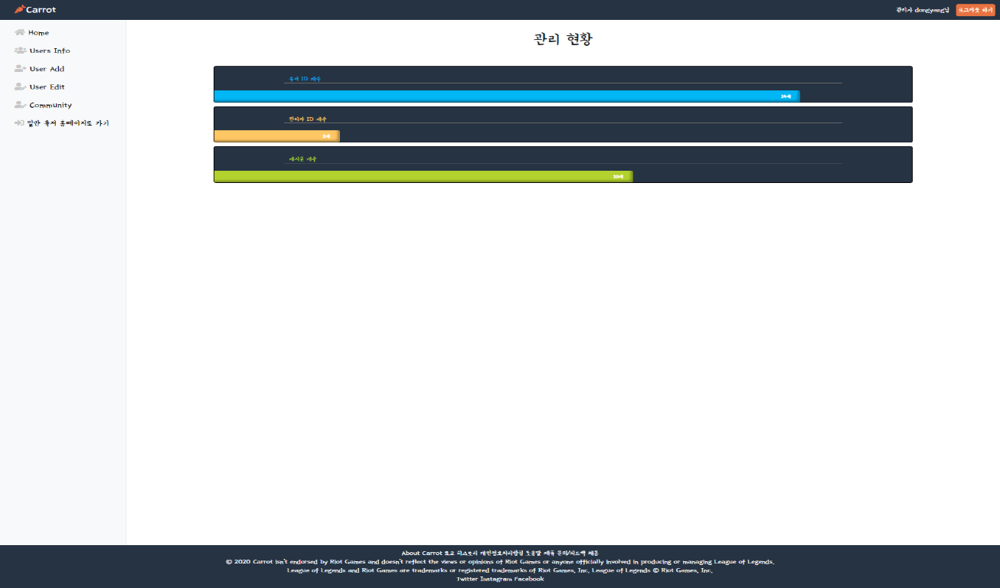 Carrot
관리자 dongyang님
로그아웃 하기
Home
Users Info
User Add
User Edit
Community
일반 유저 홈페이지로 가기
관리 현황
유저 ID 개수
관리자 ID 개수
게시글 개수
About Carrot 로고 히스토리 개인정보처리방침 도움말 제휴 문의/피드백 채용
© 2020 Carrot isn't endorsed by Riot Games and doesn't reflect the views or opinions of Riot Games or anyone officially involved in producing or managing League of Legends.
League of Legends and Riot Games are trademarks or registered trademarks of Riot Games, Inc. League of Legends © Riot Games, Inc.
Twitter Instagram Facebook